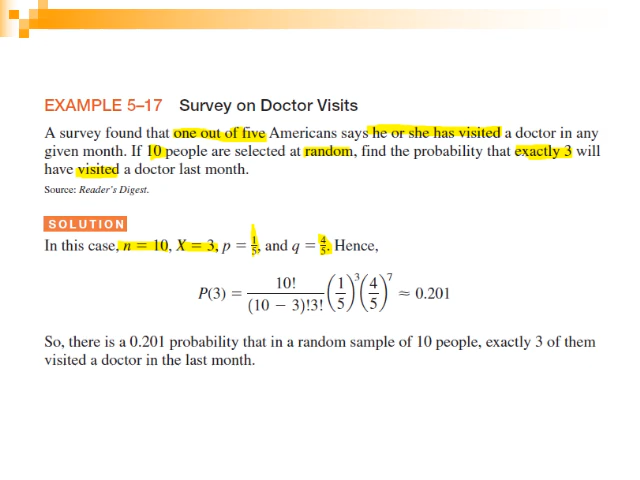 EXAMPLE 5–17 Survey on Doctor Visits
A survey found that one out of five Americans says he or she has visited a doctor in any
given month. If 10 people are selected at random, find the probability that exactly 3 will
have visited a doctor last month.
Source: Reader's Digest.
SOLUTION
In this case, n = 10, X = 3, p = 1/5, and q = 4/5. Hence,
P(3) = 10!/((10 − 3)!3!) (1/5)³(4/5)⁷ ≈ 0.201
So, there is a 0.201 probability that in a random sample of 10 people, exactly 3 of them
visited a doctor in the last month.